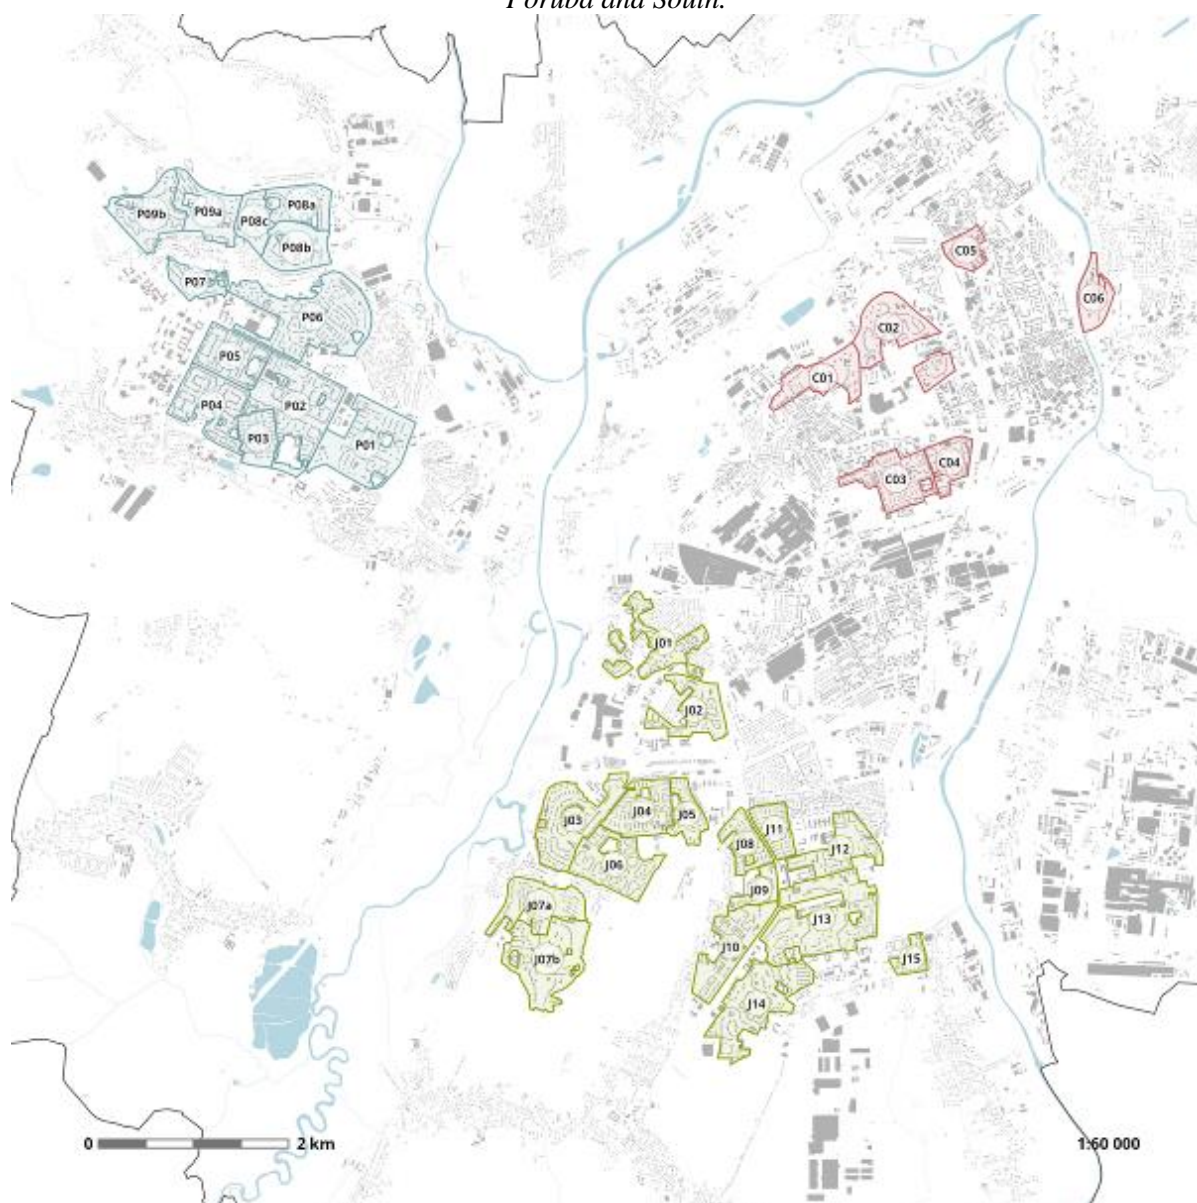 Poruba and South.
P09b
P09a
P08c
P08a
P08b
P07
P06
P05
P04
P02
P03
P01
C05
C06
C02
C01
C03
C04
J01
J02
J03
J04
J05
J06
J07a
J07b
J08
J11
J12
J09
J13
J10
J15
J14
0 2 km
1:60 000